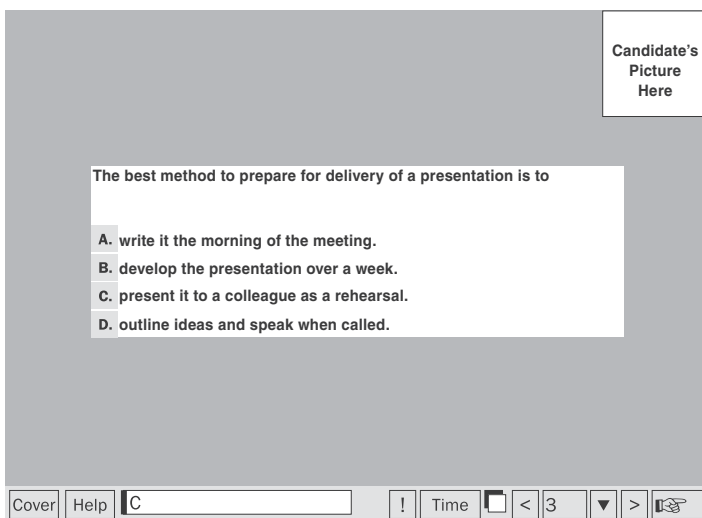 Candidate's
Picture
Here
The best method to prepare for delivery of a presentation is to
A. write it the morning of the meeting.
B. develop the presentation over a week.
C. present it to a colleague as a rehearsal.
D. outline ideas and speak when called.
Cover Help C ! Time < 3 ▼ > ☞